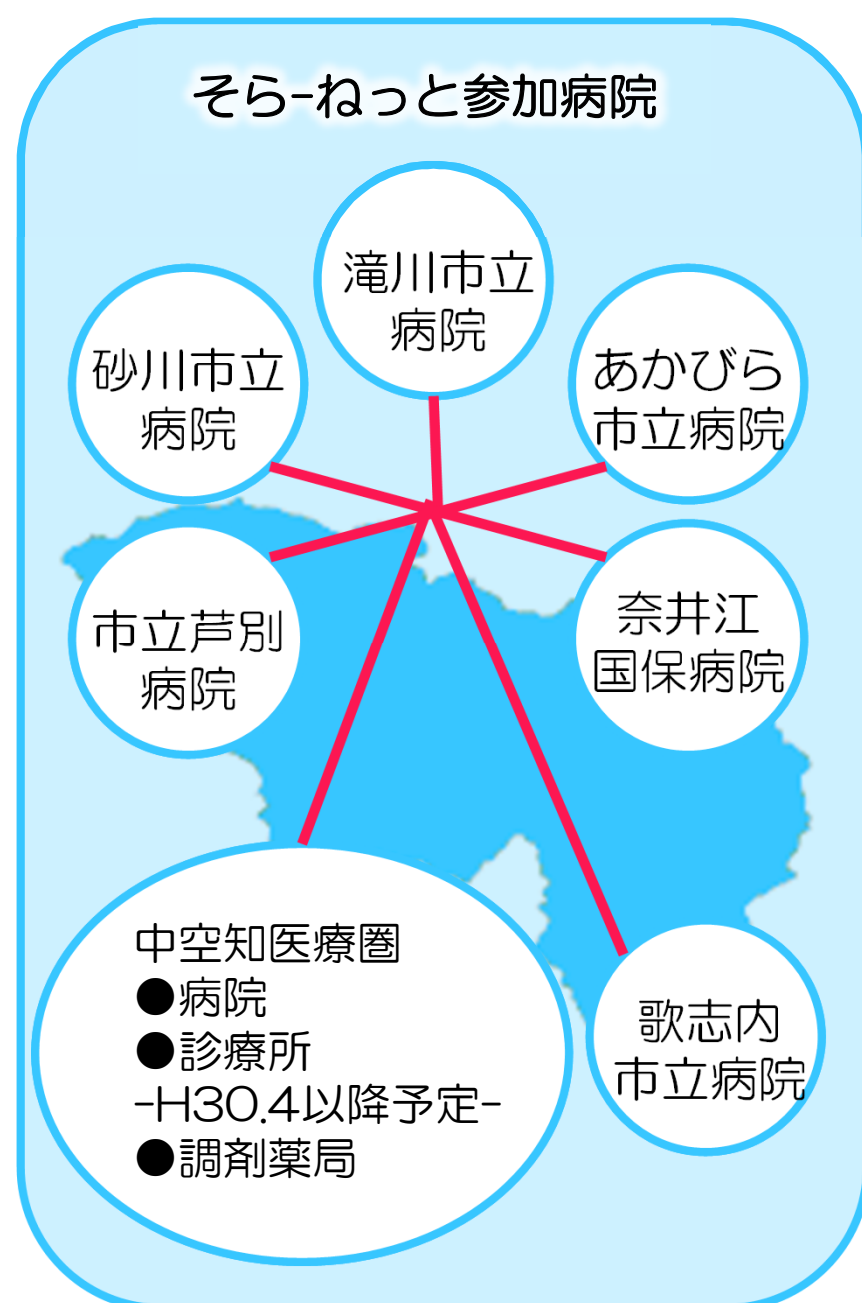 そら-ねっと参加病院
滝川市立
病院
砂川市立
病院
あかびら
市立病院
市立芦別
病院
奈井江
国保病院
中空知医療圏
●病院
●診療所
-H30.4以降予定-
●調剤薬局
歌志内
市立病院